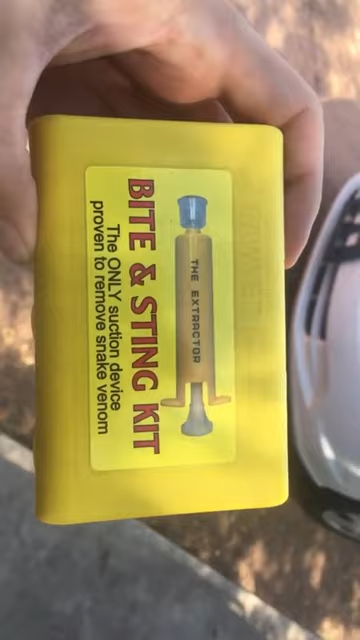 THE EXTRACTOR
BITE & STING KIT
The ONLY suction device
proven to remove snake venom